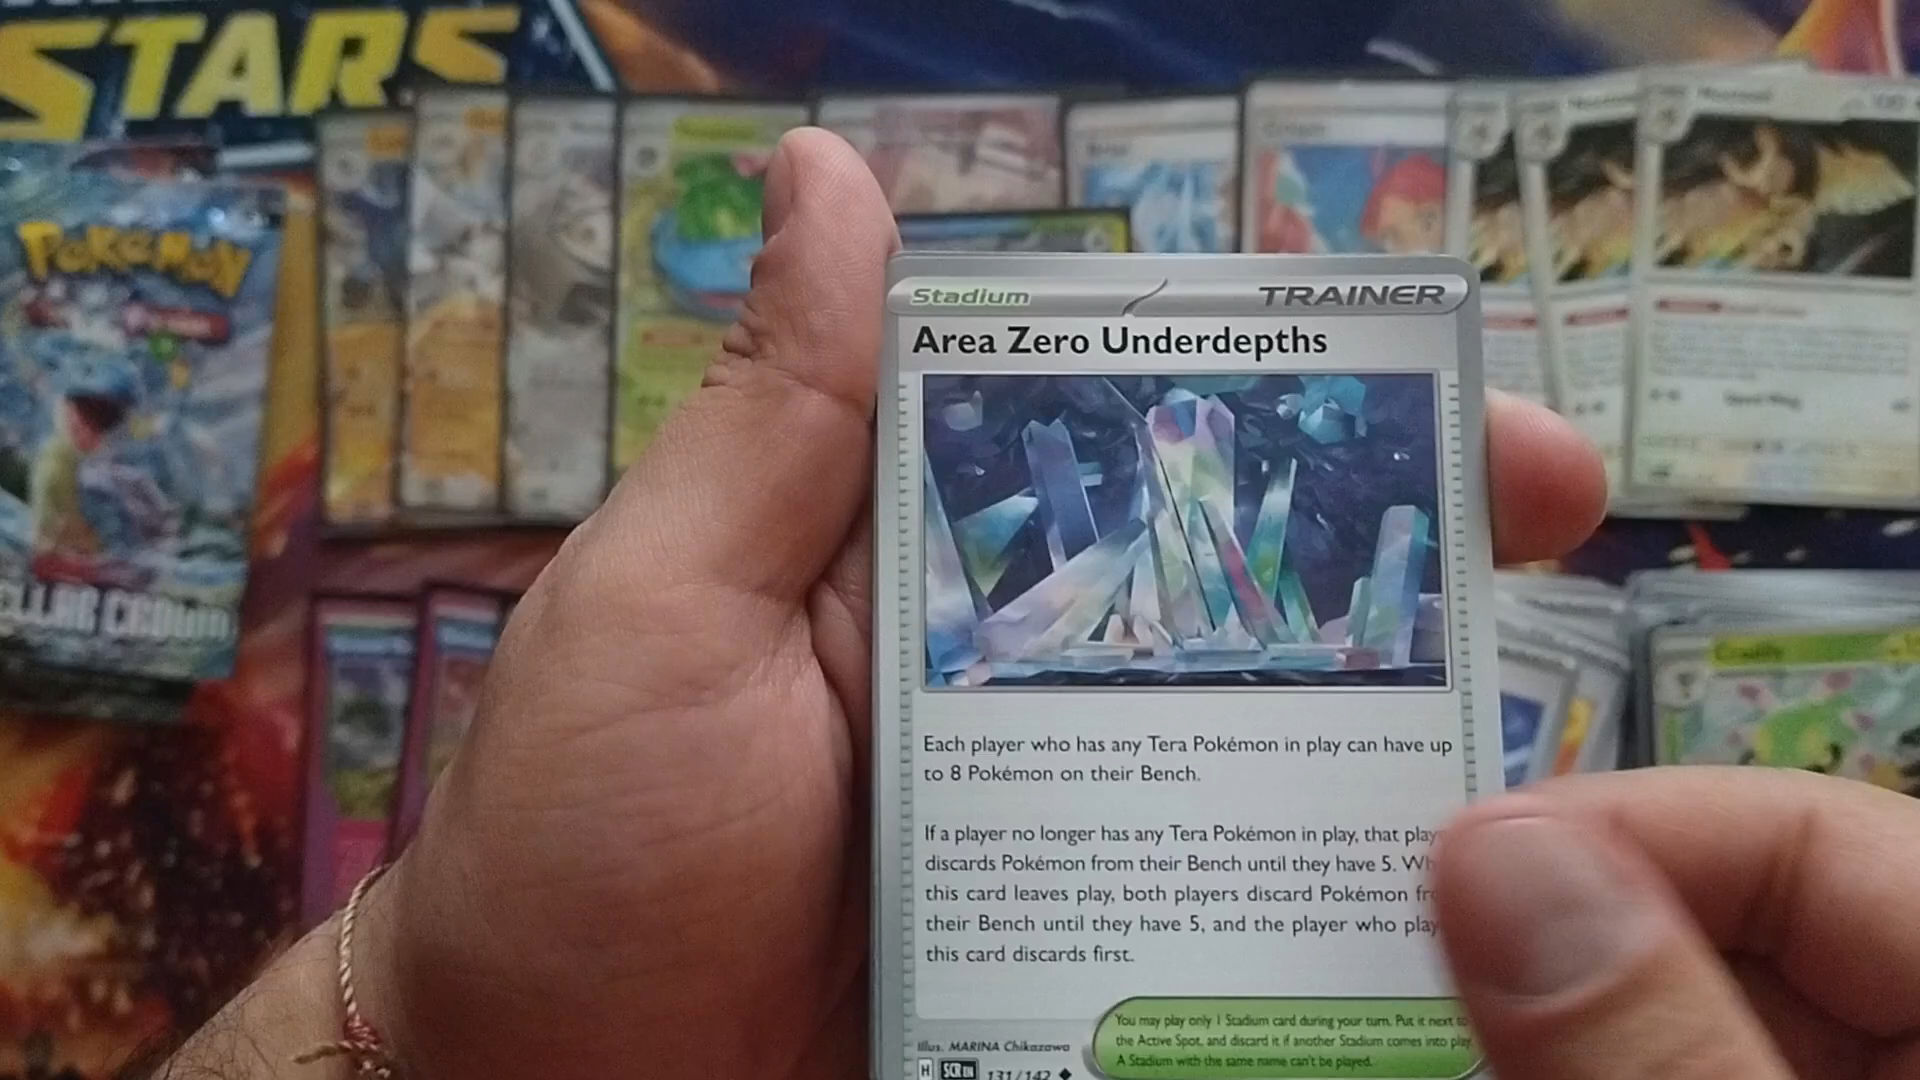 STARS
POKéMON
ELLAR CROWN
Stadium
TRAINER
Area Zero Underdepths
Each player who has any Tera Pokémon in play can have up
to 8 Pokémon on their Bench.
If a player no longer has any Tera Pokémon in play, that play
discards Pokémon from their Bench until they have 5. Wh
this card leaves play, both players discard Pokémon fr
their Bench until they have 5, and the player who play
this card discards first.
You may play only 1 Stadium card during your turn. Put it next to
the Active Spot, and discard it if another Stadium comes into play.
A Stadium with the same name can't be played.
Illus. MARINA Chikazawa
H SCR EN 131/142